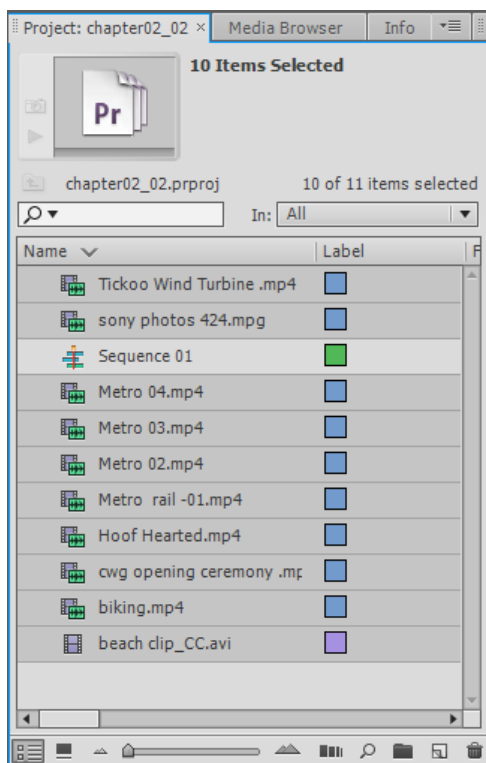 Project: chapter02_02 × Media Browser Info
10 Items Selected
Pr
chapter02_02.prproj 10 of 11 items selected
In: All
Name Label F
Tickoo Wind Turbine .mp4
sony photos 424.mpg
Sequence 01
Metro 04.mp4
Metro 03.mp4
Metro 02.mp4
Metro rail -01.mp4
Hoof Hearted.mp4
cwg opening ceremony .mp
biking.mp4
beach clip_CC.avi